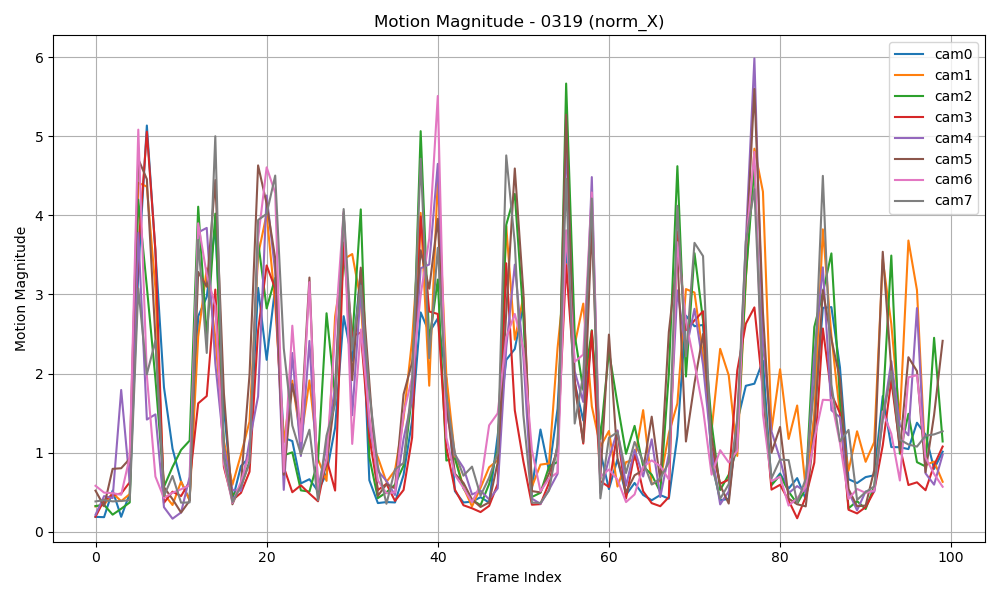 Motion Magnitude - 0319 (norm_X)
Motion Magnitude
6
5
4
3
2
1
0
0 20 40 60 80 100
Frame Index
cam0
cam1
cam2
cam3
cam4
cam5
cam6
cam7